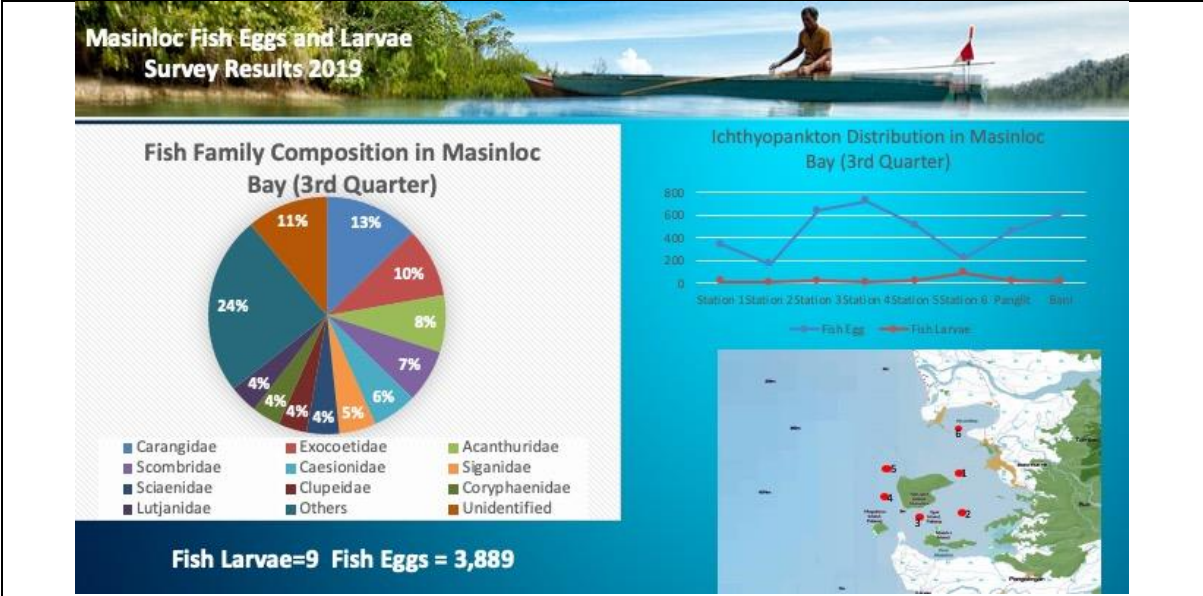 Masinloc Fish Eggs and Larvae
Survey Results 2019
Fish Family Composition in Masinloc
Bay (3rd Quarter)
11%
13%
10%
24%
8%
7%
4%
4%
4%
4%
5%
6%
Carangidae
Exocoetidae
Acanthuridae
Scombridae
Caesionidae
Siganidae
Sciaenidae
Clupeidae
Coryphaenidae
Lutjanidae
Others
Unidentified
Fish Larvae=9 Fish Eggs = 3,889
Ichthyopankton Distribution in Masinloc
Bay (3rd Quarter)
800
600
400
200
0
Station 1 Station 2 Station 3 Station 4 Station 5 Station 6 Panglit Bani
Fish Egg Fish Larvae
6
5
1
4
3
2